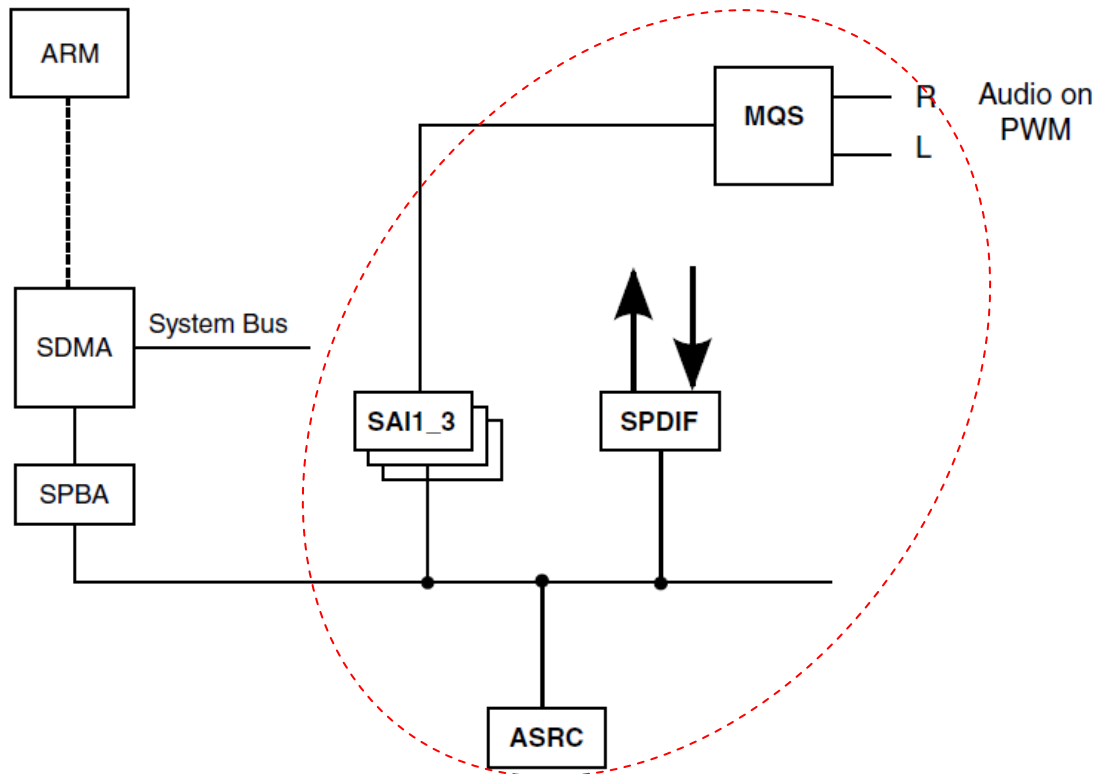 ARM
MQS
R
L
Audio on
PWM
System Bus
SDMA
SAI1_3
SPDIF
SPBA
ASRC